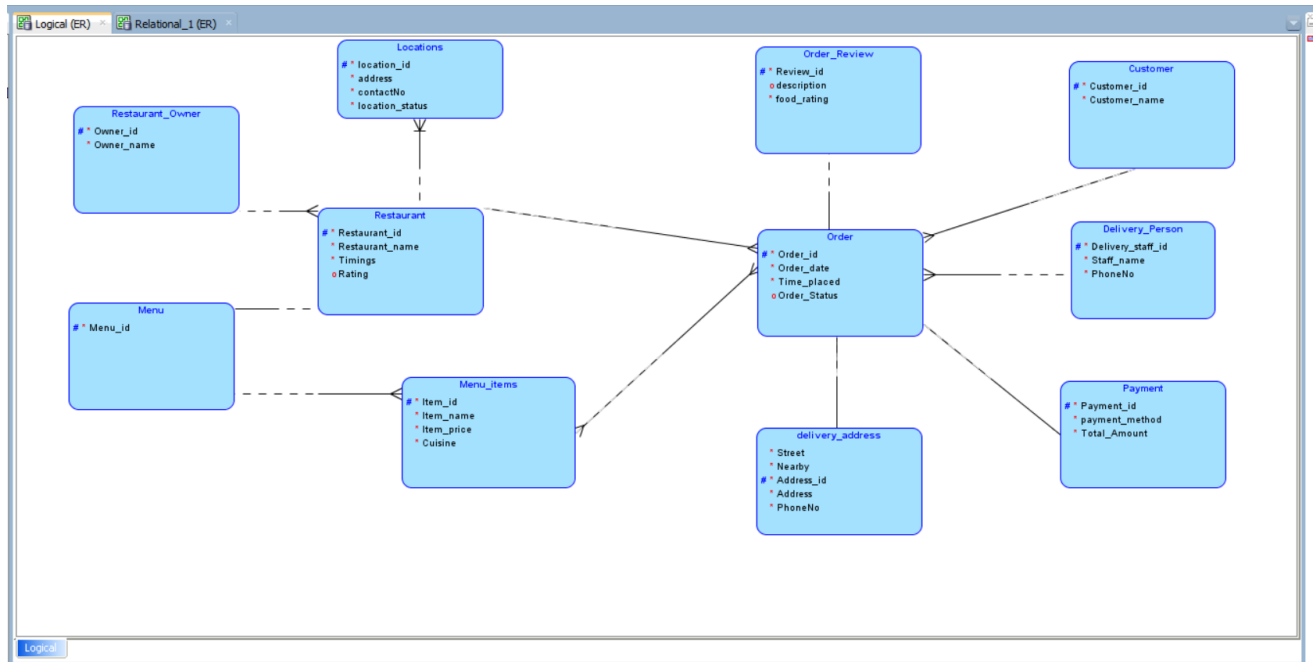 Logical (ER)
Relational_1 (ER)
Locations
# * location_id
* address
* contactNo
* location_status
Order_Review
# * Review_id
o description
* food_rating
Customer
# * Customer_id
* Customer_name
Restaurant_Owner
# * Owner_id
* Owner_name
Restaurant
# * Restaurant_id
* Restaurant_name
* Timings
o Rating
Order
# * Order_id
* Order_date
* Time_placed
o Order_Status
Delivery_Person
# * Delivery_staff_id
* Staff_name
* PhoneNo
Menu
# * Menu_id
Menu_items
# * Item_id
* Item_name
* Item_price
* Cuisine
delivery_address
* Street
* Nearby
# * Address_id
* Address
* PhoneNo
Payment
# * Payment_id
* payment_method
* Total_Amount
Logical